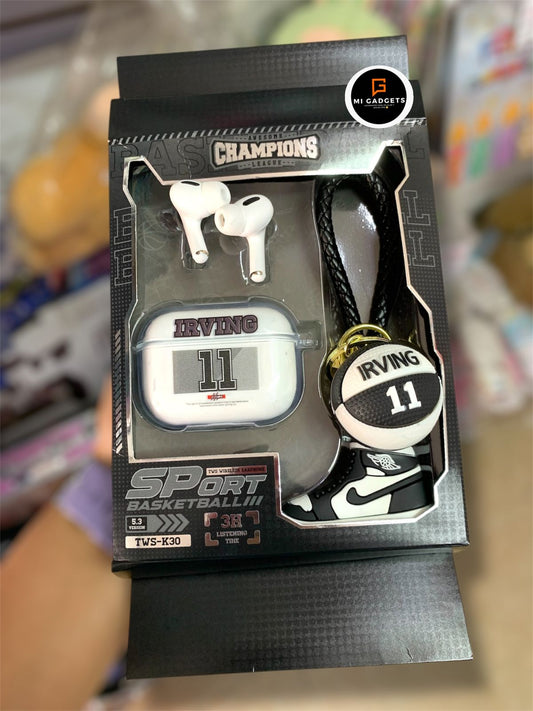 MI GADGETS
AWESOME
CHAMPIONS
LEAGUE
IRVING
11
IRVING
11
TWS WIRELESS EARPHONE
SPORT
BASKETBALL
5.3
VERSION
3H
LISTENING
TIME
TWS-K30